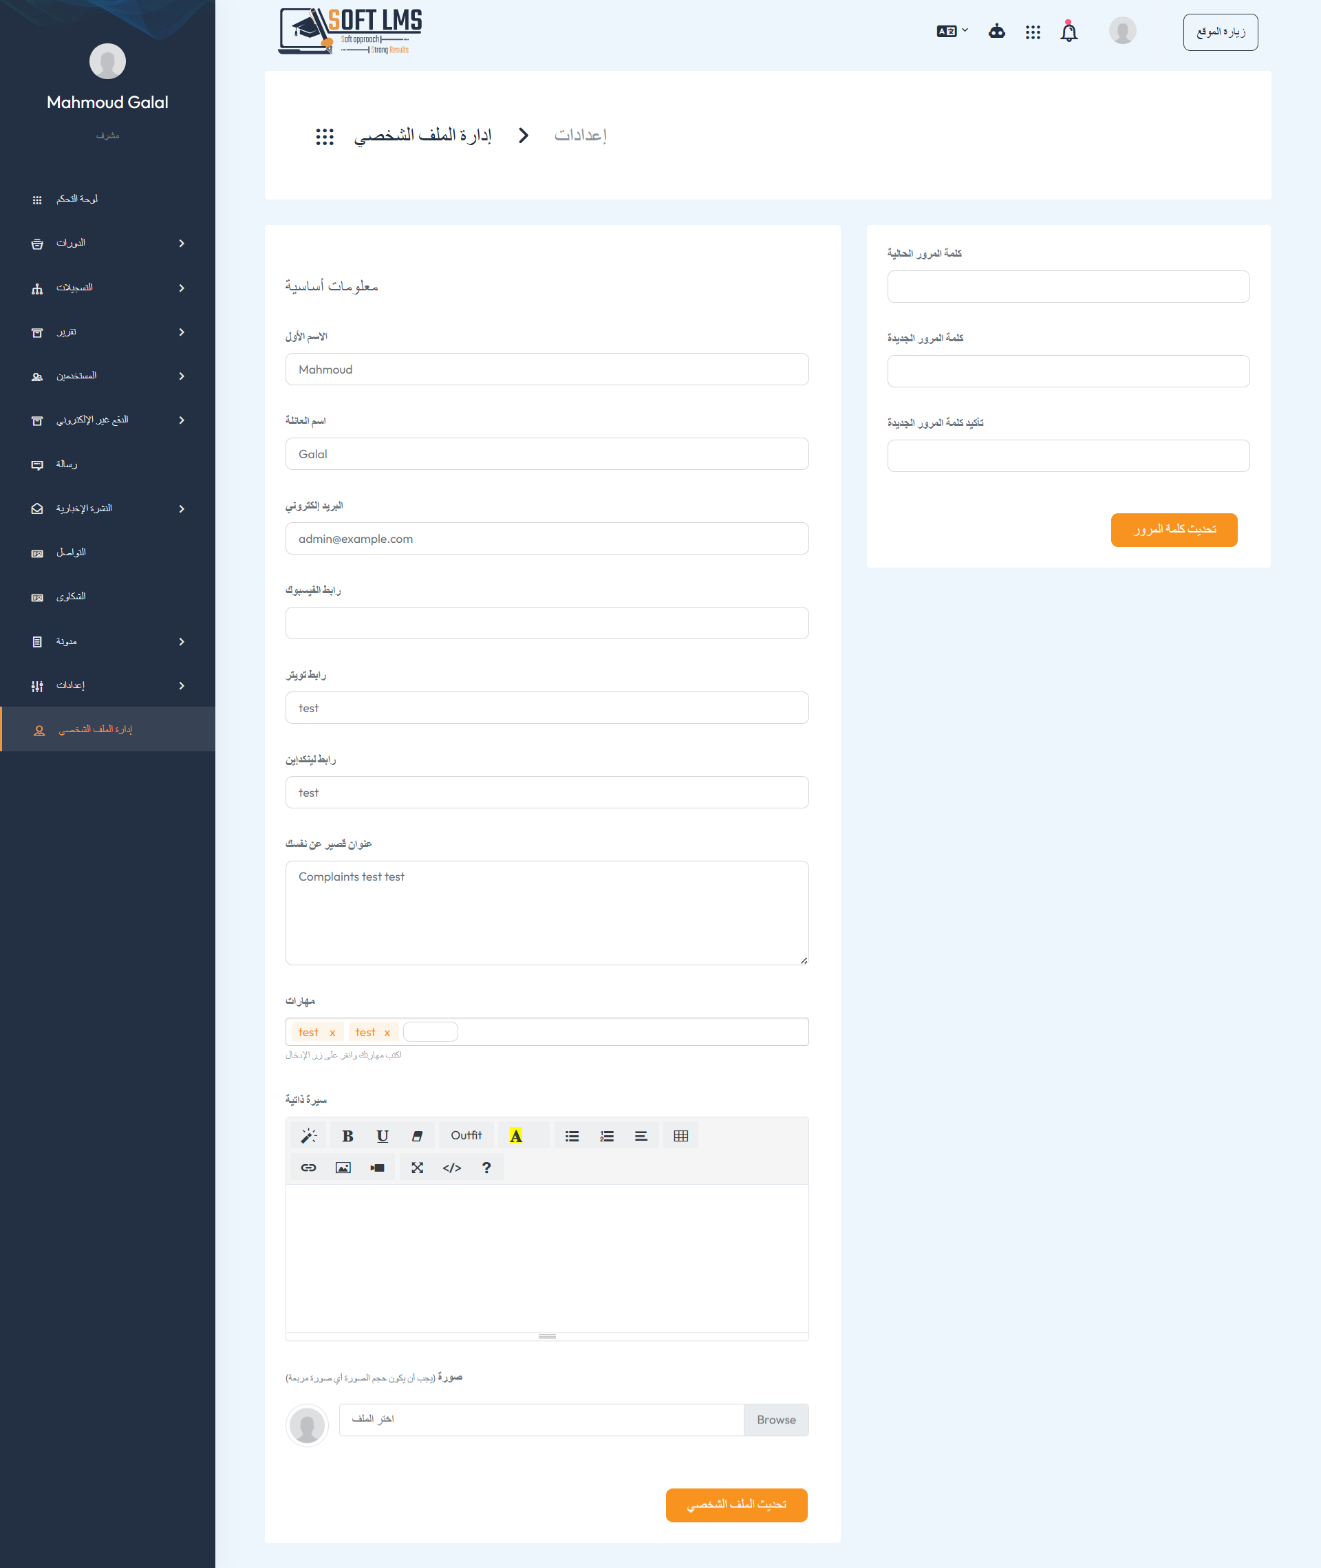 SOFT LMS
Soft approach
Strong Results
زيارة الموقع
Mahmoud Galal
مشرف
لوحة التحكم
الدورات
التسجيلات
تقرير
المستخدمين
الدفع غير الإلكتروني
رسالة
النشرة الإخبارية
التواصل
الشكاوى
مدونة
إعدادات
إدارة الملف الشخصي
إدارة الملف الشخصي
إعدادات
معلومات أساسية
الاسم الأول
Mahmoud
اسم العائلة
Galal
البريد إلكتروني
admin@example.com
رابط الفيسبوك
رابط تويتر
test
رابط لينكدإين
test
عنوان قصير عن نفسك
Complaints test test
مهارات
test x test x
اكتب مهارتك وانقر على زر الإدخال
سيرة ذاتية
B U Outfit A
</> ?
صورة (يجب أن يكون حجم الصورة أي صورة مربعة)
اختر الملف
Browse
تحديث الملف الشخصي
كلمة المرور الحالية
كلمة المرور الجديدة
تأكيد كلمة المرور الجديدة
تحديث كلمة المرور